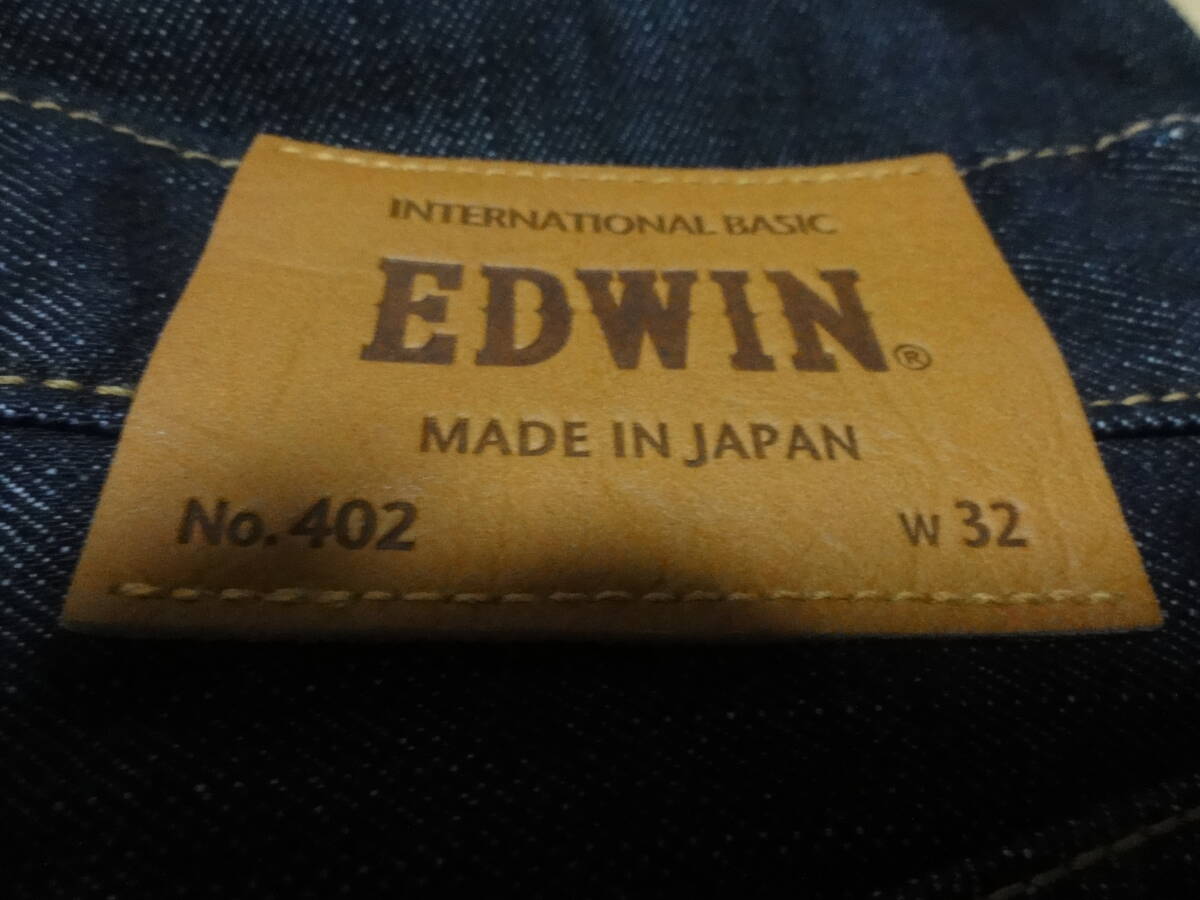 INTERNATIONAL BASIC
EDWIN®
MADE IN JAPAN
No.402 W 32